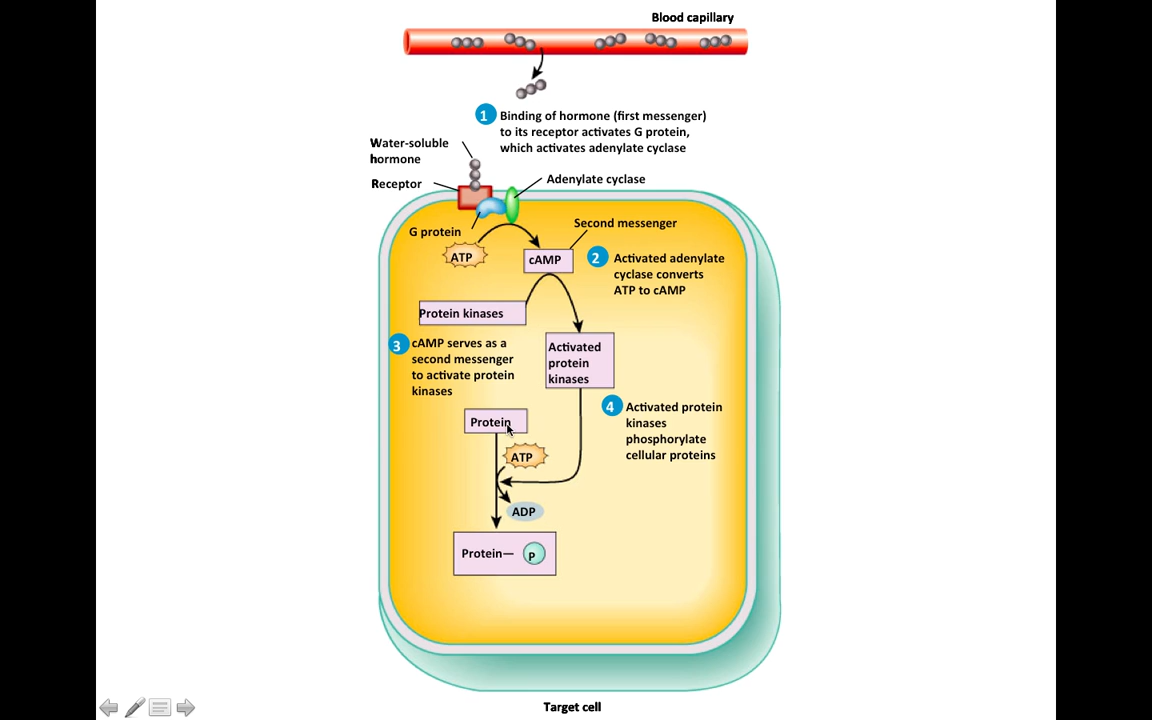 Blood capillary
1 Binding of hormone (first messenger)
to its receptor activates G protein,
which activates adenylate cyclase
Water-soluble
hormone
Receptor
Adenylate cyclase
G protein
Second messenger
ATP
cAMP
2 Activated adenylate
cyclase converts
ATP to cAMP
Protein kinases
3 cAMP serves as a
second messenger
to activate protein
kinases
Activated
protein
kinases
4 Activated protein
kinases
phosphorylate
cellular proteins
Protein
ATP
ADP
Protein— P
Target cell